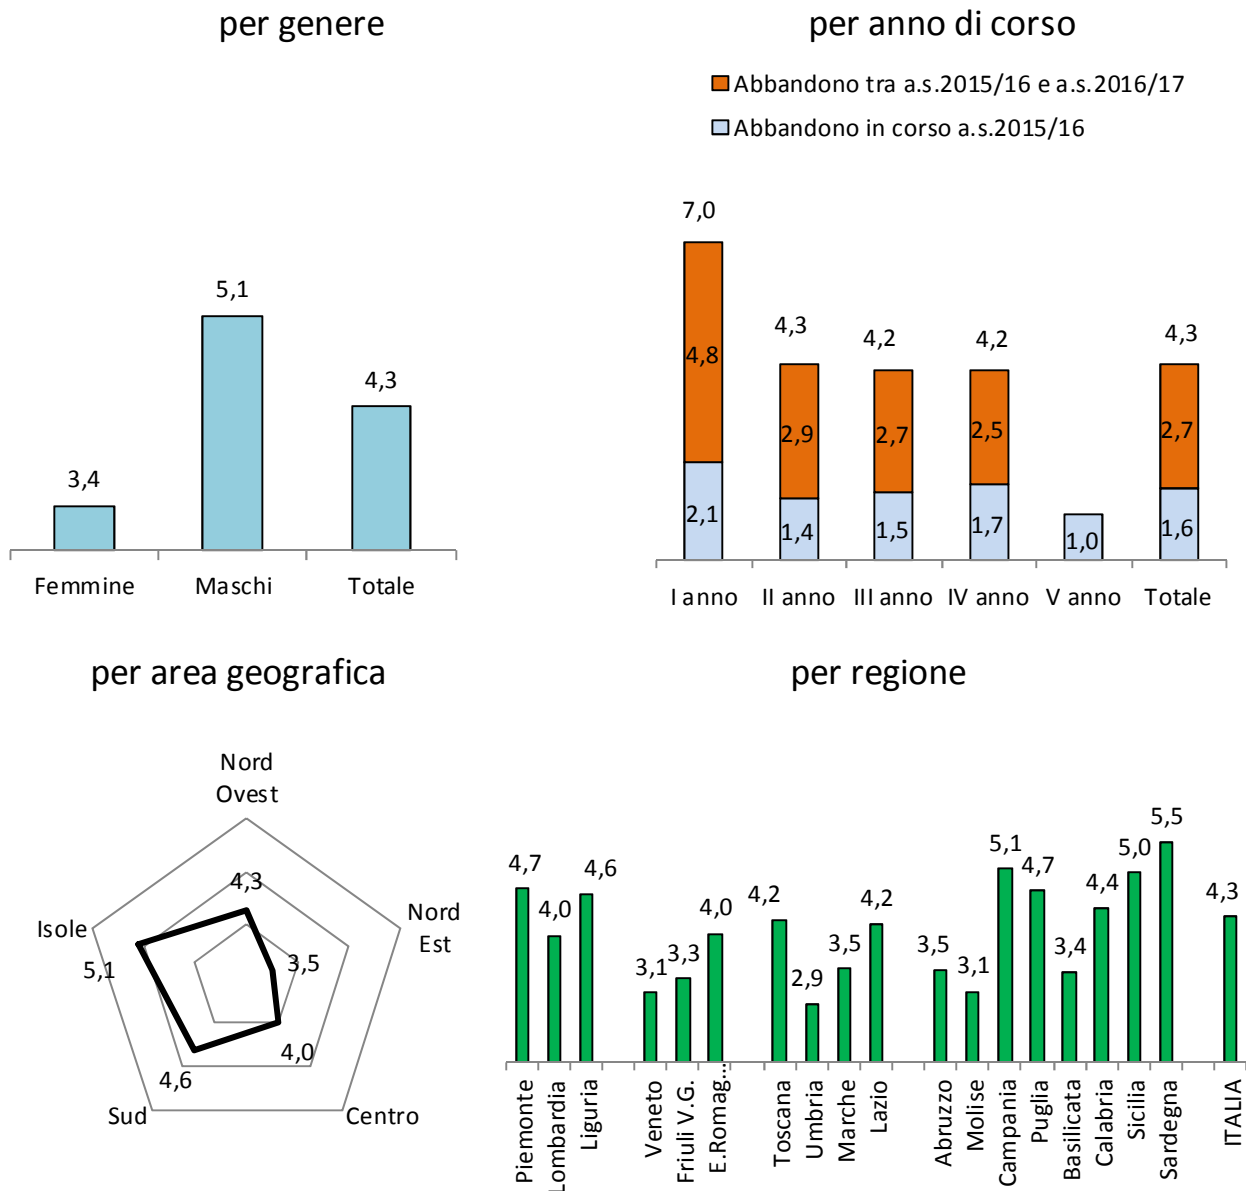 per genere
5,1
4,3
3,4
Femmine
Maschi
Totale
per anno di corso
Abbandono tra a.s.2015/16 e a.s.2016/17
Abbandono in corso a.s.2015/16
7,0
4,3
4,2
4,2
4,3
4,8
2,9
2,7
2,5
2,7
2,1
1,4
1,5
1,7
1,0
1,6
I anno
II anno
III anno
IV anno
V anno
Totale
per area geografica
Nord
Ovest
4,3
Nord
Est
3,5
4,0
Centro
4,6
Sud
Isole
5,1
per regione
4,7
4,0
4,6
3,1
3,3
4,0
4,2
2,9
3,5
4,2
3,5
3,1
5,1
4,7
3,4
4,4
5,0
5,5
4,3
Piemonte
Lombardia
Liguria
Veneto
Friuli V.G.
E.Romag...
Toscana
Umbria
Marche
Lazio
Abruzzo
Molise
Campania
Puglia
Basilicata
Calabria
Sicilia
Sardegna
ITALIA